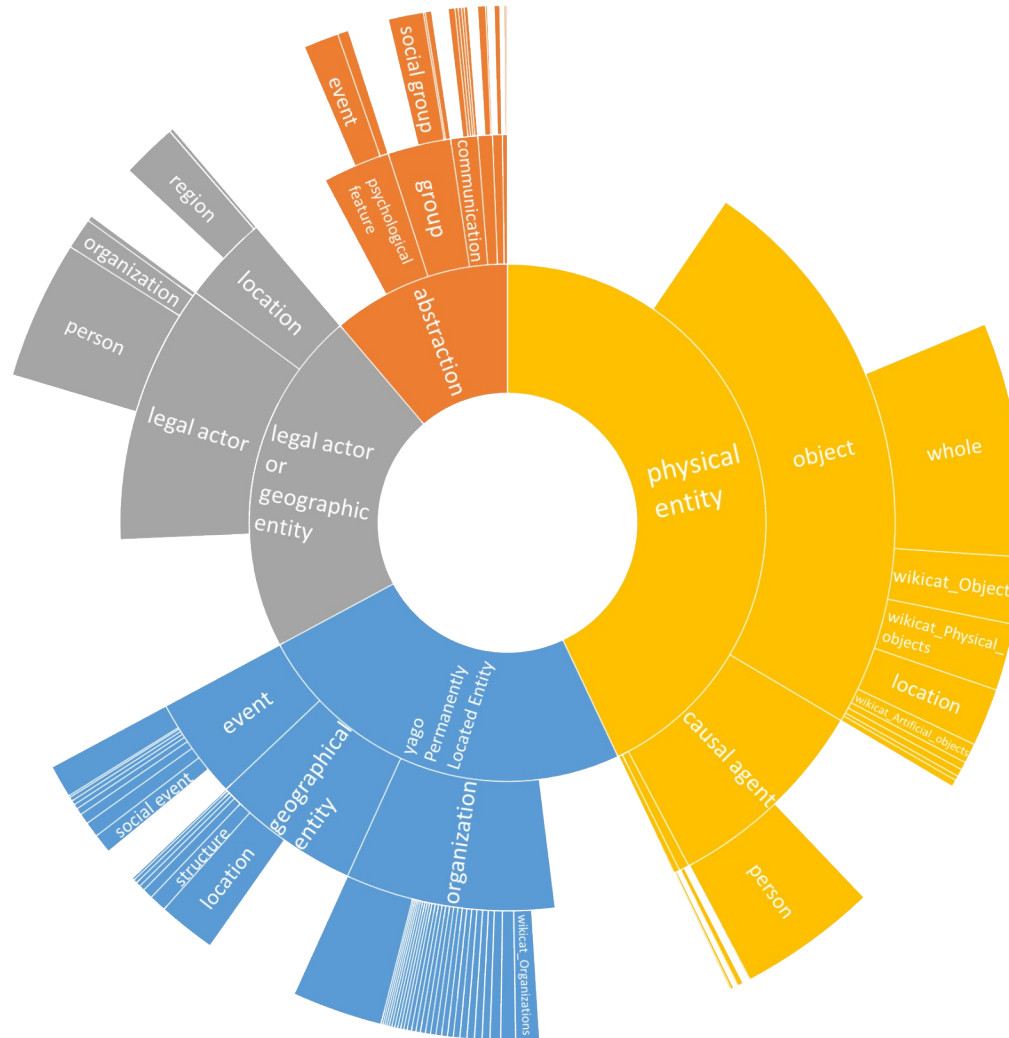 event
social group
psychological
feature
group
communication
abstraction
region
location
organization
person
legal actor
legal actor
or
geographic
entity
physical
entity
object
whole
wikicat_Object
wikicat_Physical_
objects
location
wikicat_Artificial_objects
causal agent
person
yago
Permanently
Located Entity
event
social event
geographical
entity
structure
location
organization
wikicat_Organizations